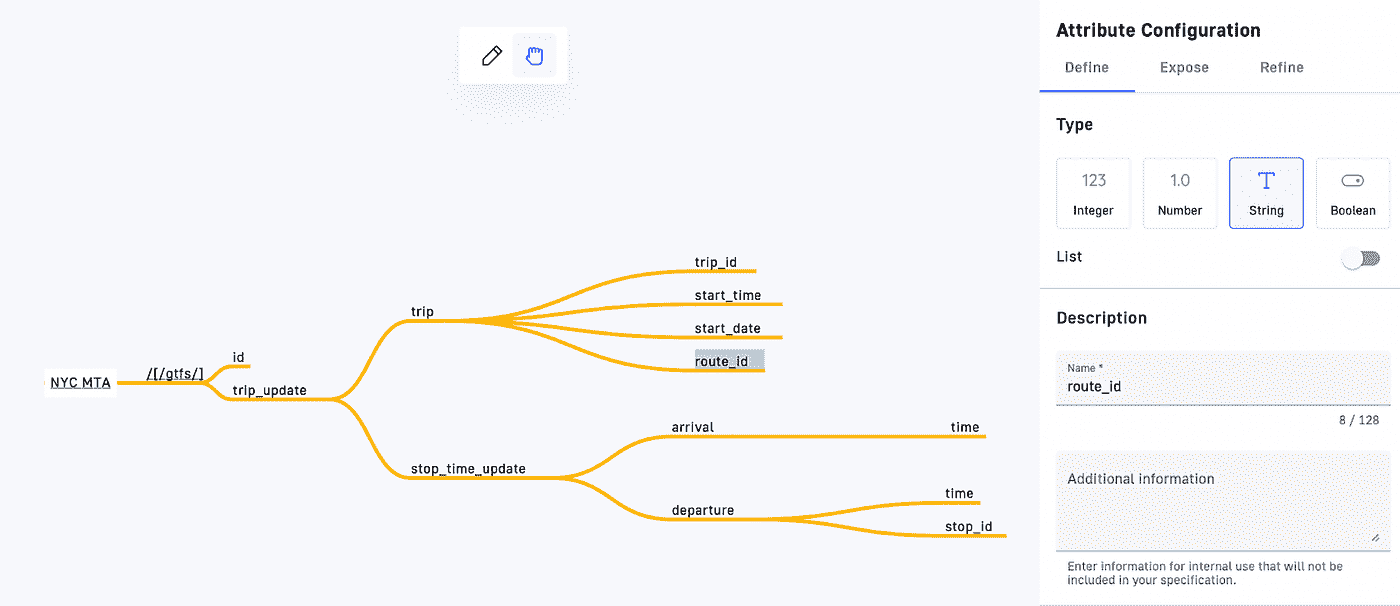 Attribute Configuration
Define Expose Refine
Type
123 1.0
Integer Number String Boolean
List
Description
Name *
route_id
8 / 128
Additional information
Enter information for internal use that will not be
included in your specification.
trip_id
start_time
trip
start_date
route_id
id
/[/gtfs/]
NYC MTA
trip_update
arrival time
stop_time_update
time
departure
stop_id